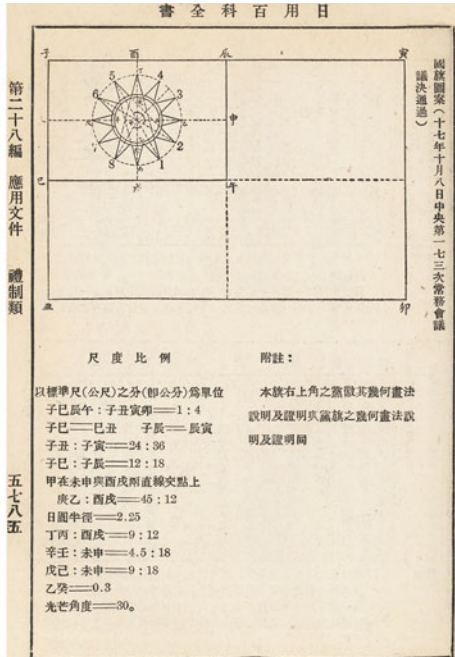 書全科百用日
國旗圖案(十七年十月八日中央第一七三次常務會議
議決通過)
子 酉 辰 寅
5 4
6 3
申
2
8 1
巳 午
丑 卯
第二十八編 應用文件 禮制類
五七八五
尺度比例
以標準尺(公尺)之分(即公分)爲單位
子巳辰午:子丑寅卯==1:4
子巳==巳丑 子辰==辰寅
子丑:子寅==24:36
子巳:子辰==12:18
甲在未申與酉戌兩直線交點上
庚乙:酉戌==45:12
日圓半徑==2.25
丁丙:酉戌==9:12
辛壬:未申==4.5:18
戊己:未申==9:18
乙癸==0.3
光芒角度==30。
附註:
本旗右上角之黨徽其幾何畫法
說明及證明與黨旗之幾何畫法說
明及證明同